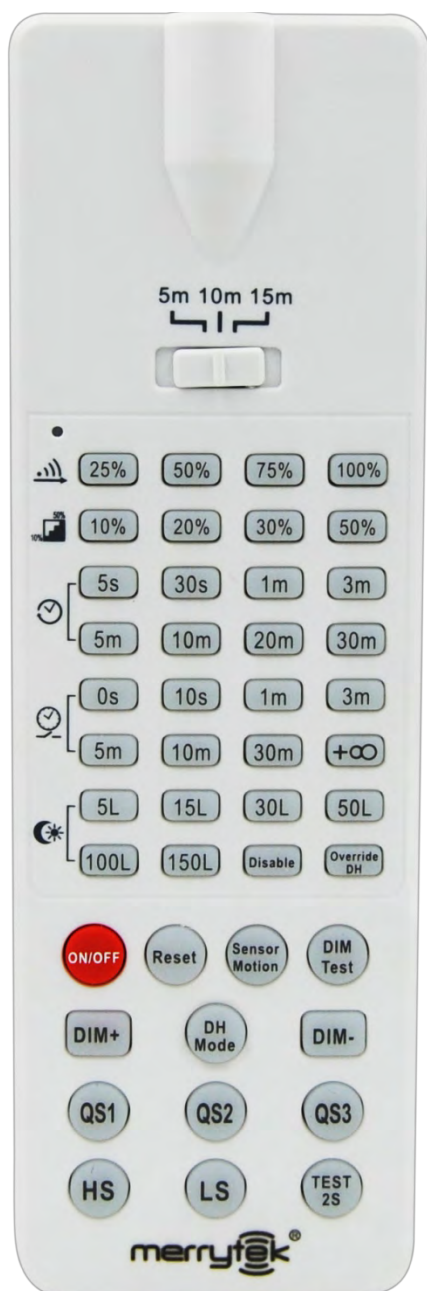 5m 10m 15m
25% 50% 75% 100%
50%
10% 10% 20% 30% 50%
5s 30s 1m 3m
5m 10m 20m 30m
0s 10s 1m 3m
5m 10m 30m +∞
5L 15L 30L 50L
100L 150L Disable Override DH
ON/OFF Reset Sensor Motion DIM Test
DIM+ DH Mode DIM-
QS1 QS2 QS3
HS LS TEST 2S
merrytek®